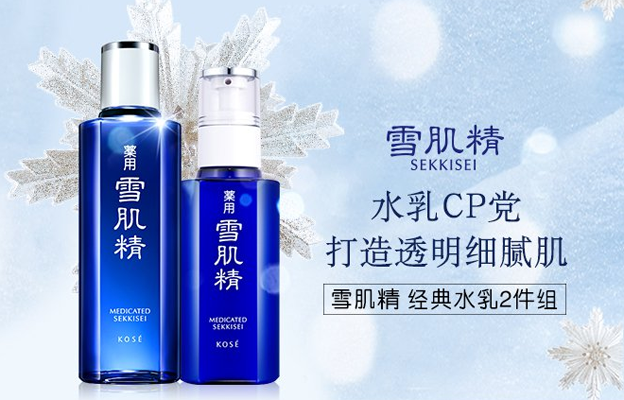 薬用
雪肌精
MEDICATED
SEKKISEI
KOSÉ
薬用
雪肌精
MEDICATED
SEKKISEI
KOSÉ
雪肌精
SEKKISEI
水乳CP党
打造透明细腻肌
雪肌精 经典水乳2件组